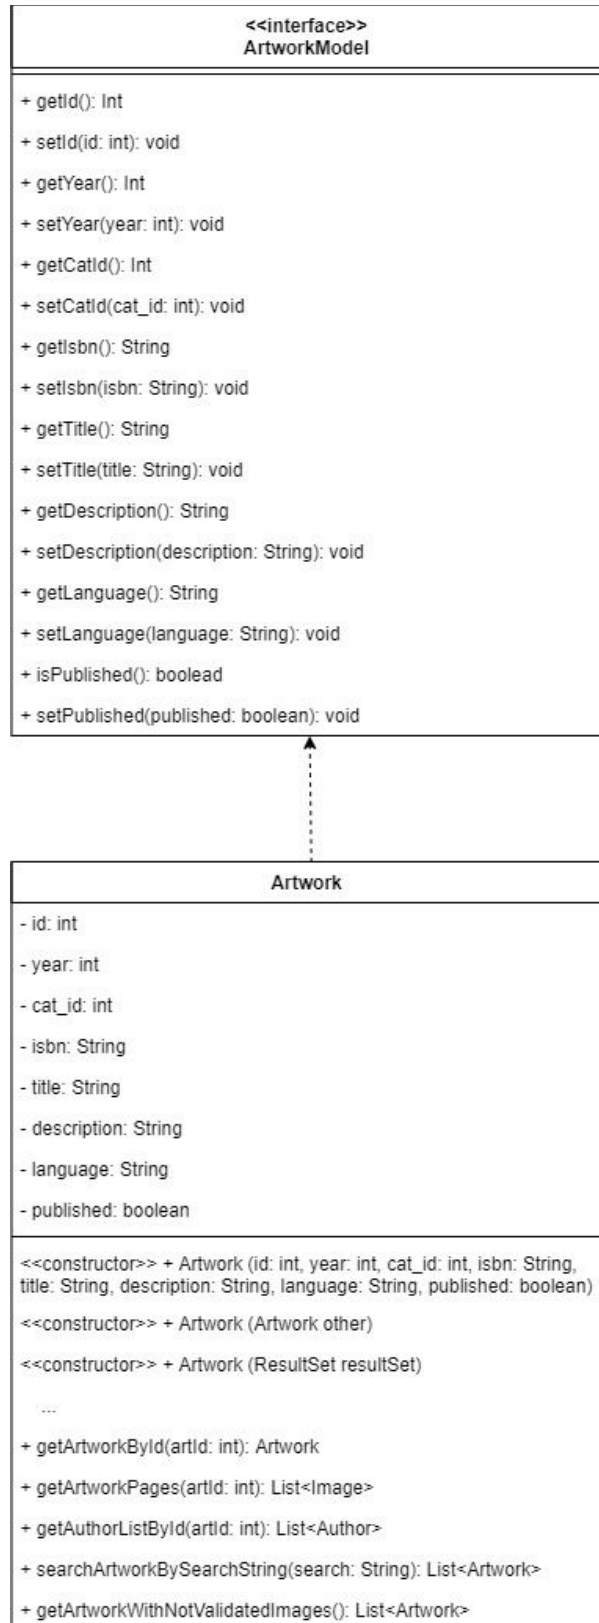 <<interface>>
ArtworkModel
+ getId(): Int
+ setId(id: int): void
+ getYear(): Int
+ setYear(year: int): void
+ getCatId(): Int
+ setCatId(cat_id: int): void
+ getIsbn(): String
+ setIsbn(isbn: String): void
+ getTitle(): String
+ setTitle(title: String): void
+ getDescription(): String
+ setDescription(description: String): void
+ getLanguage(): String
+ setLanguage(language: String): void
+ isPublished(): boolead
+ setPublished(published: boolean): void
Artwork
- id: int
- year: int
- cat_id: int
- isbn: String
- title: String
- description: String
- language: String
- published: boolean
<<constructor>> + Artwork (id: int, year: int, cat_id: int, isbn: String,
title: String, description: String, language: String, published: boolean)
<<constructor>> + Artwork (Artwork other)
<<constructor>> + Artwork (ResultSet resultSet)
...
+ getArtworkById(artId: int): Artwork
+ getArtworkPages(artId: int): List<Image>
+ getAuthorListById(artId: int): List<Author>
+ searchArtworkBySearchString(search: String): List<Artwork>
+ getArtworkWithNotValidatedImages(): List<Artwork>